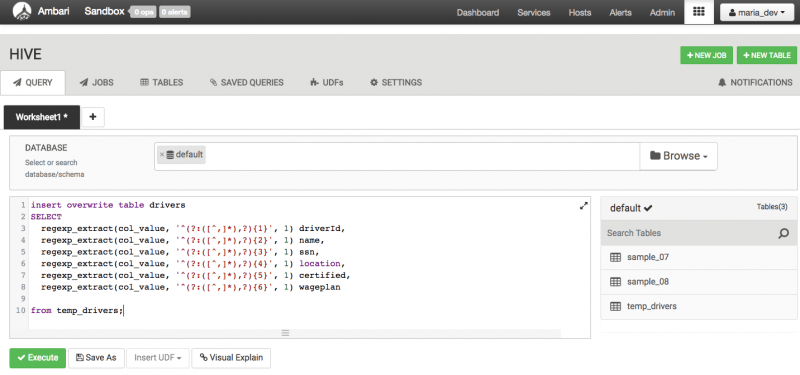 Ambari Sandbox 0 ops 0 alerts Dashboard Services Hosts Alerts Admin maria_dev
HIVE + NEW JOB + NEW TABLE
QUERY JOBS TABLES SAVED QUERIES UDFs SETTINGS NOTIFICATIONS
Worksheet1 * +
DATABASE
Select or search
database/schema
× default
Browse
1 insert overwrite table drivers
2 SELECT
3 regexp_extract(col_value, '^(?:([^,]*),?){1}', 1) driverId,
4 regexp_extract(col_value, '^(?:([^,]*),?){2}', 1) name,
5 regexp_extract(col_value, '^(?:([^,]*),?){3}', 1) ssn,
6 regexp_extract(col_value, '^(?:([^,]*),?){4}', 1) location,
7 regexp_extract(col_value, '^(?:([^,]*),?){5}', 1) certified,
8 regexp_extract(col_value, '^(?:([^,]*),?){6}', 1) wageplan
9
10 from temp_drivers;
default Tables(3)
Search Tables
sample_07
sample_08
temp_drivers
Execute Save As Insert UDF Visual Explain